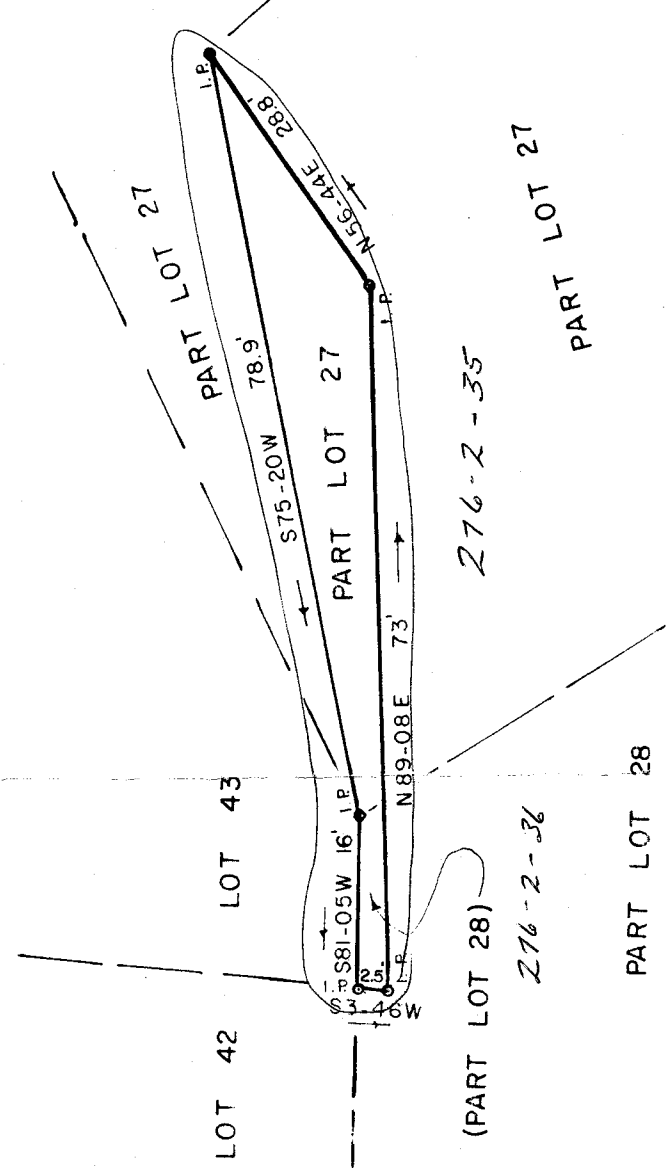 I.P.
28.8'
N56-44E
PART LOT 27
PART LOT 27
S75-20W 78.9'
PART LOT 27
I.P.
276-2-35
N89-08E 73'
LOT 43
I.P.
S81-05W 16'
I.P.
2.5'
I.P.
S3-46W
LOT 42
(PART LOT 28)
276-2-36
PART LOT 28